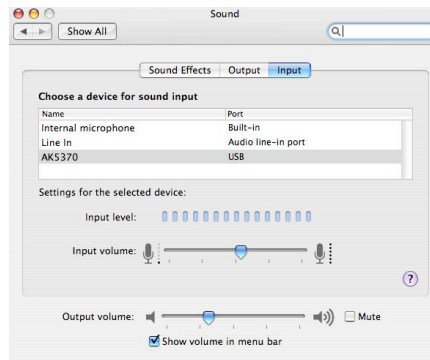 Sound
Show All
Sound Effects Output Input
Choose a device for sound input
Name Port
Internal microphone Built-in
Line In Audio line-in port
AK5370 USB
Settings for the selected device:
Input level:
Input volume:
?
Output volume: Mute
Show volume in menu bar